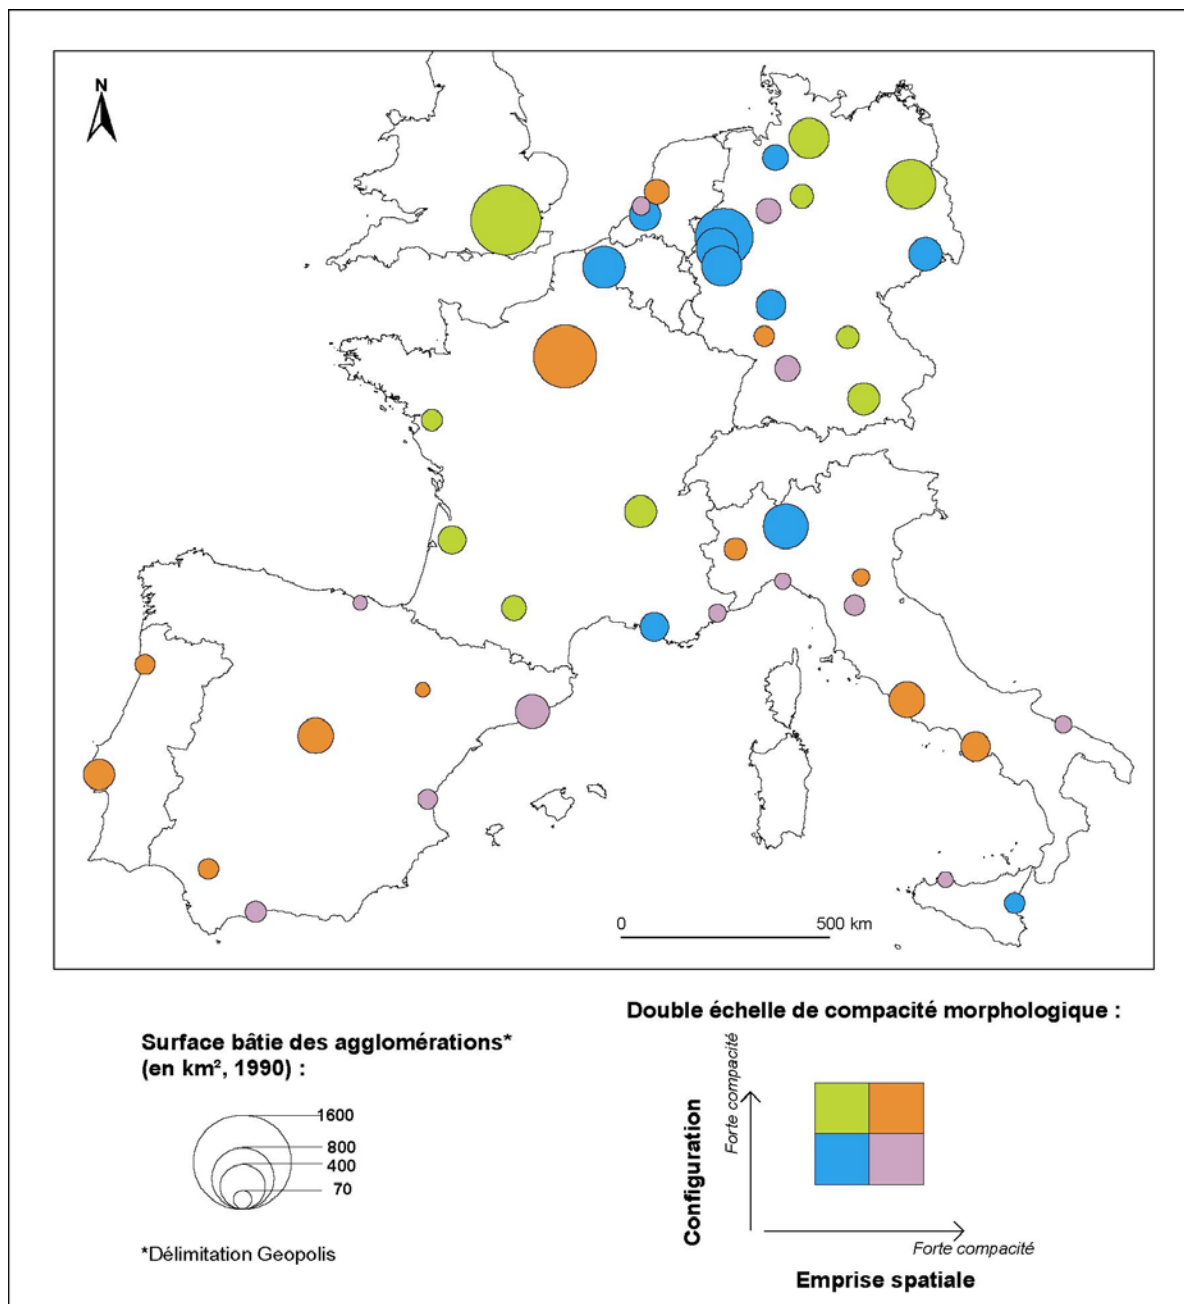 N
0 500 km
Surface bâtie des agglomérations*
(en km², 1990) :
1600
800
400
70
*Délimitation Geopolis
Double échelle de compacité morphologique :
Configuration
Forte compacité
Forte compacité
Emprise spatiale